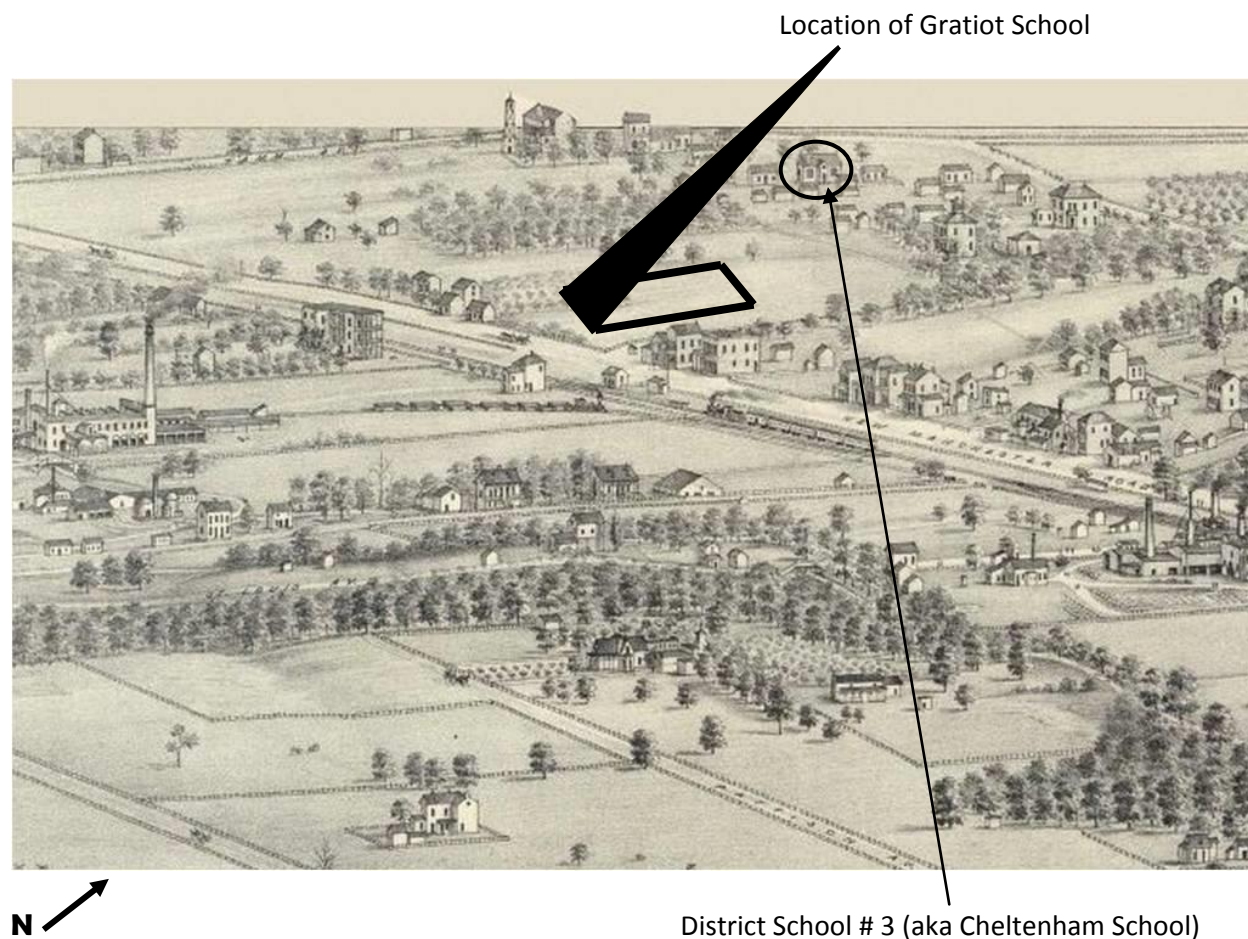 Location of Gratiot School
N
District School # 3 (aka Cheltenham School)